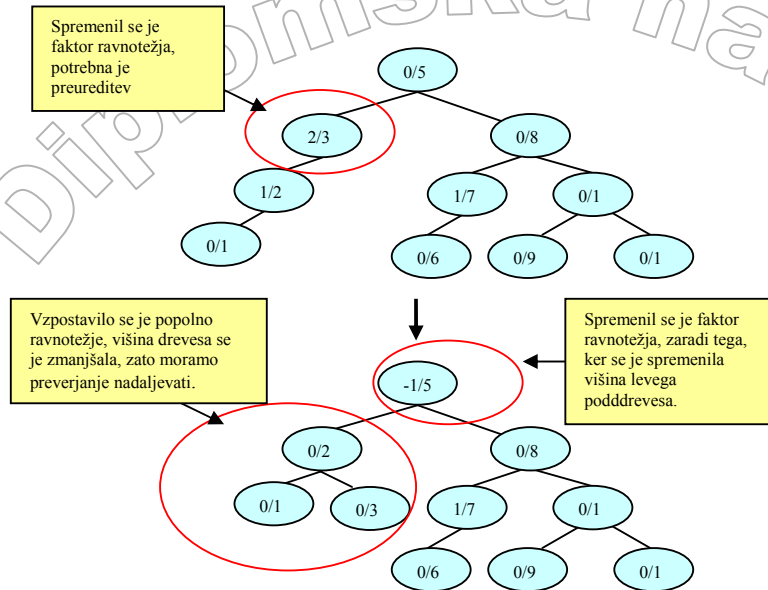 Diplomska na
Spremenil se je
faktor ravnotežja,
potrebna je
preureditev
0/5
2/3
0/8
1/2
1/7
0/1
0/1
0/6
0/9
0/1
Vzpostavilo se je popolno
ravnotežje, višina drevesa se
je zmanjšala, zato moramo
preverjanje nadaljevati.
Spremenil se je faktor
ravnotežja, zaradi tega,
ker se je spremenila
višina levega
podddrevesa.
-1/5
0/2
0/8
0/1
0/3
1/7
0/1
0/6
0/9
0/1